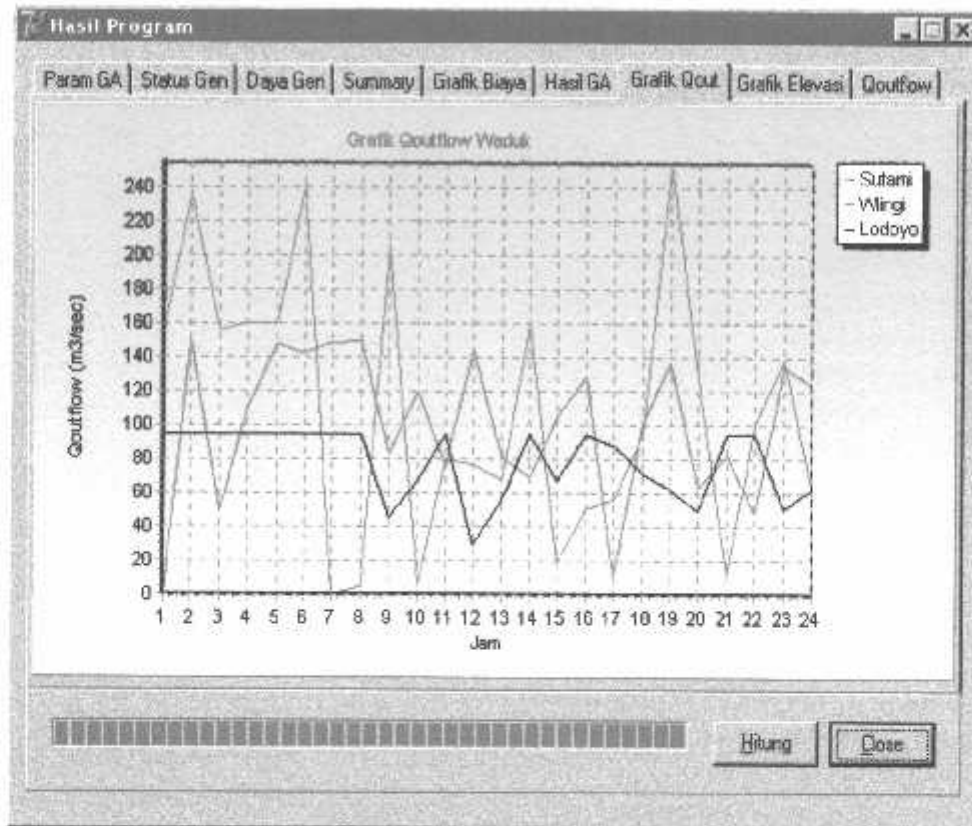 Hasil Program
Param GA Status Gen Daya Gen Summary Grafik Biaya Hasil GA Grafik Qout Grafik Elevasi Qoutflow
Grafik Qoutflow Waduk
Sutami
Wlingi
Lodoyo
240
220
200
180
160
140
120
100
80
60
40
20
0
Qoutflow (m3/sec)
1 2 3 4 5 6 7 8 9 10 11 12 13 14 15 16 17 18 19 20 21 22 23 24
Jam
Hitung Close